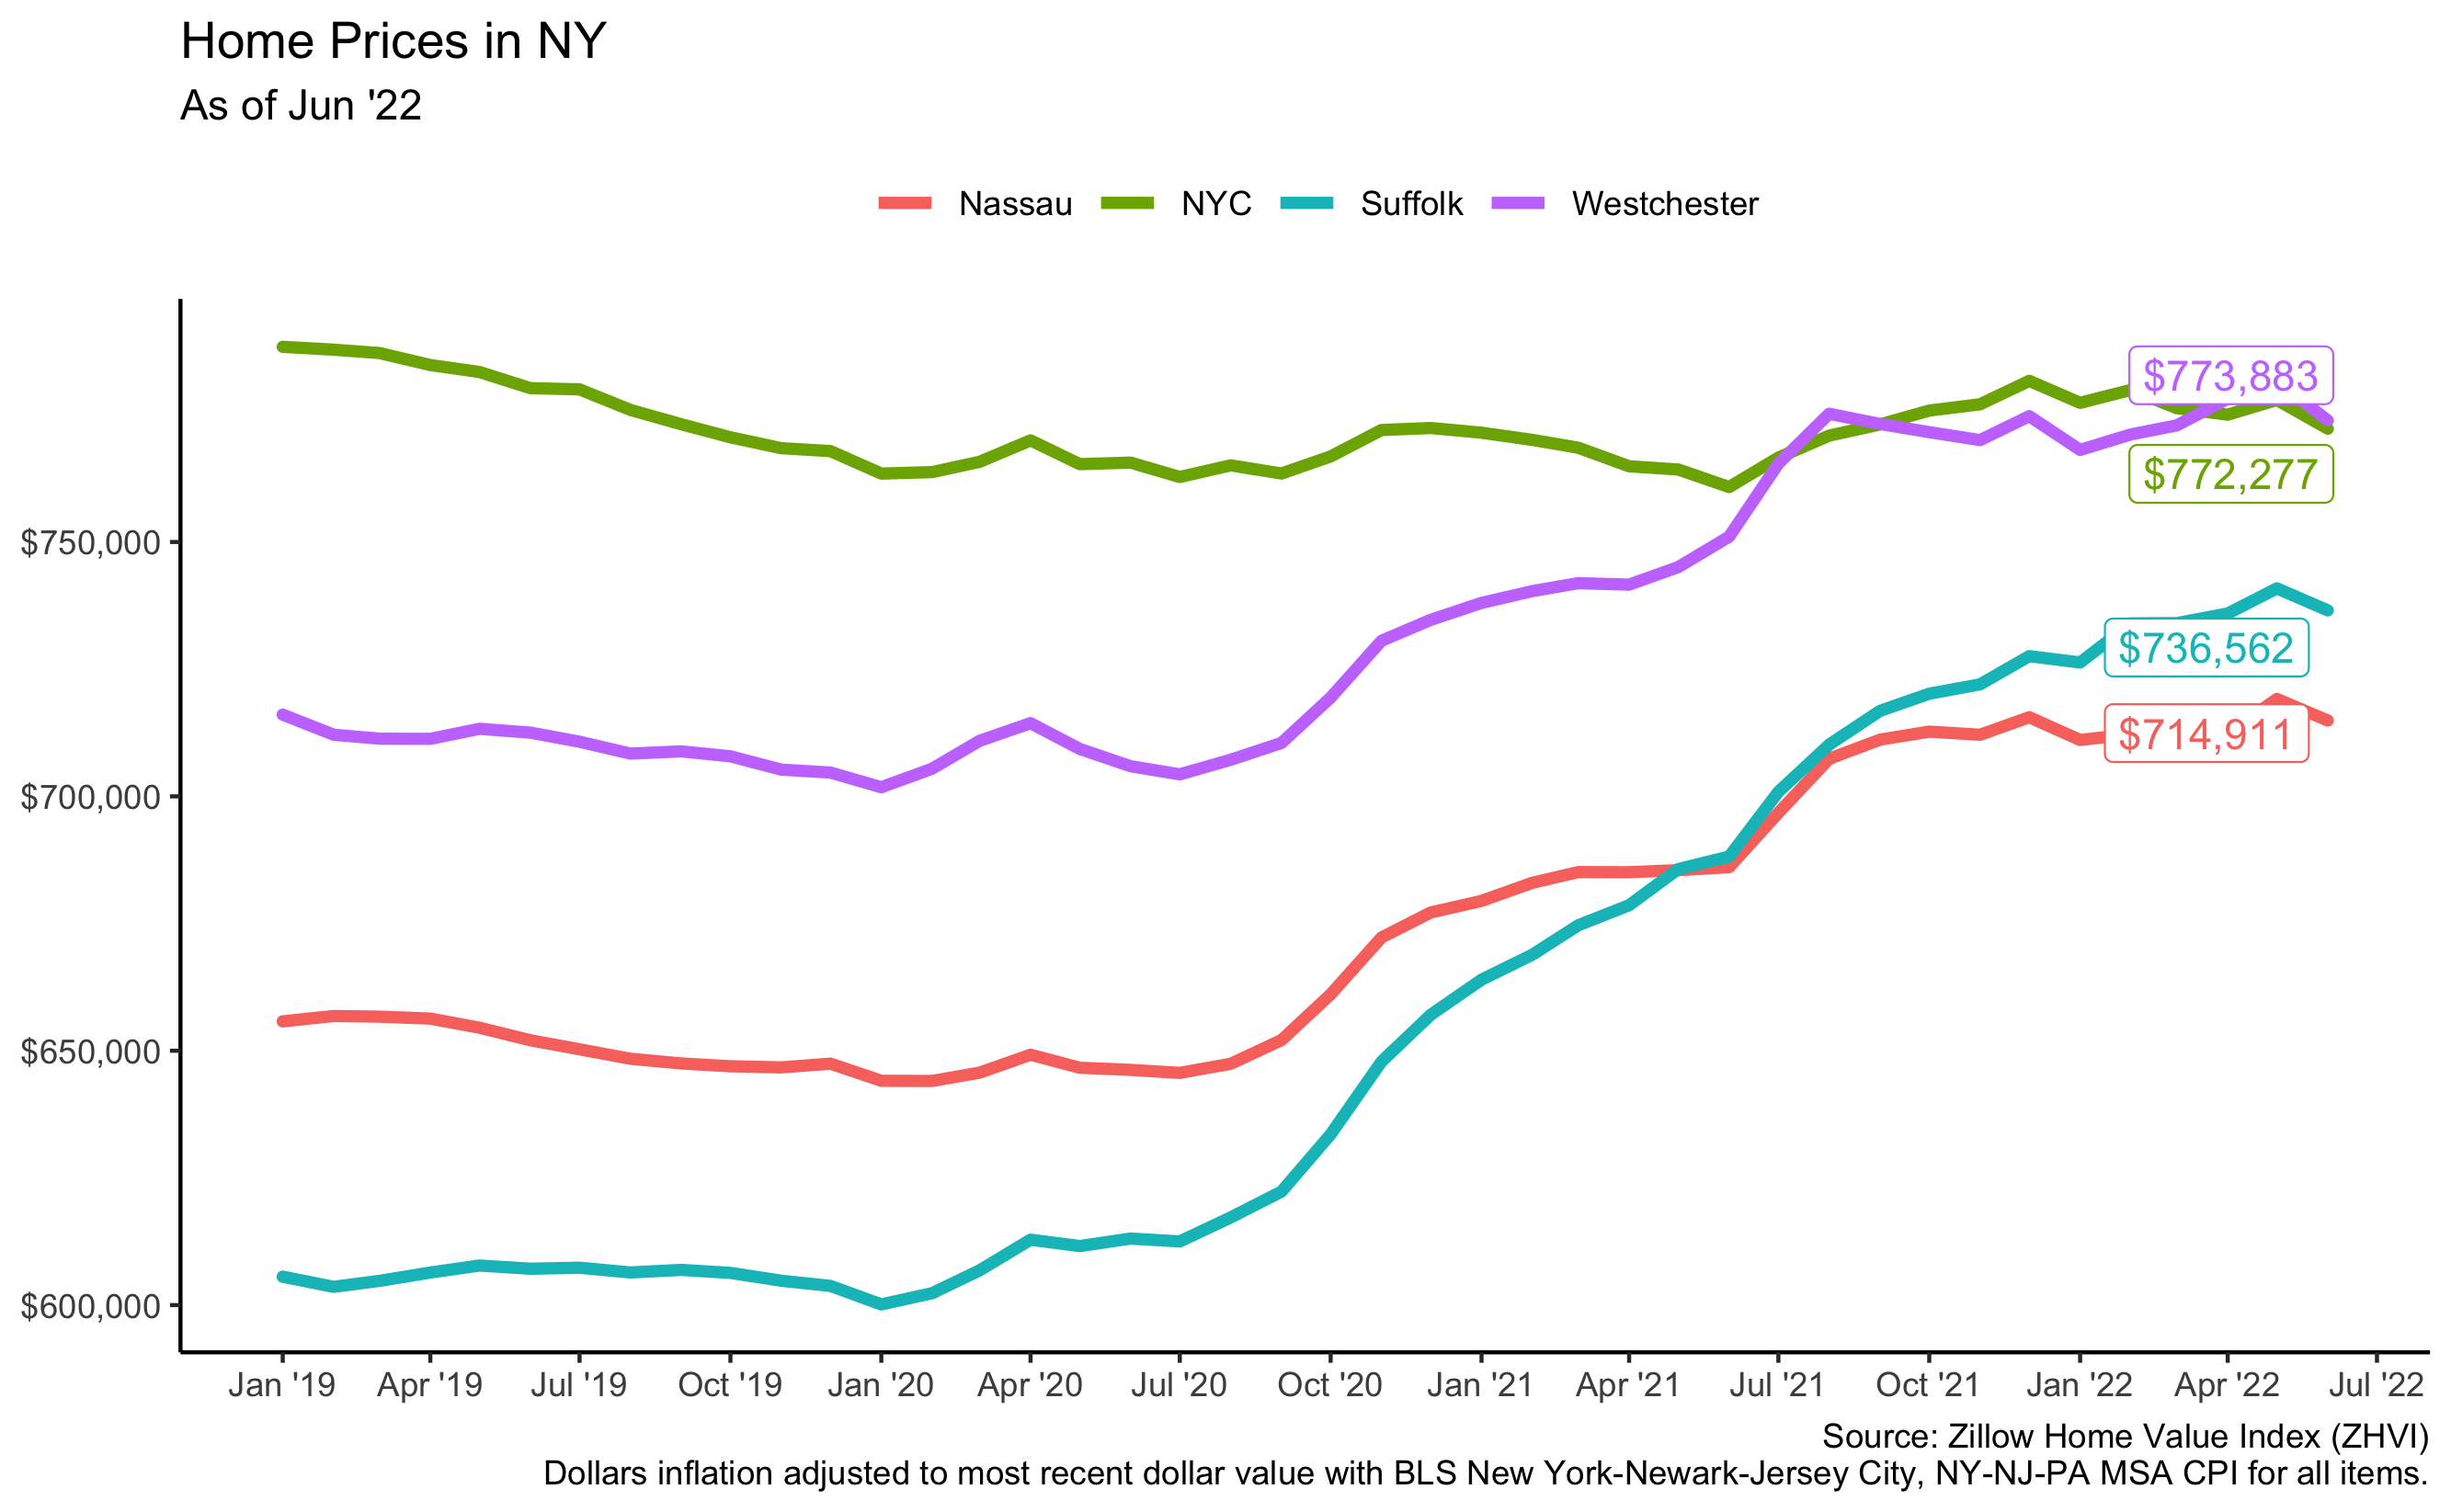 Home Prices in NY
As of Jun '22
Nassau NYC Suffolk Westchester
$773,883
$772,277
$750,000
$736,562
$714,911
$700,000
$650,000
$600,000
Jan '19 Apr '19 Jul '19 Oct '19 Jan '20 Apr '20 Jul '20 Oct '20 Jan '21 Apr '21 Jul '21 Oct '21 Jan '22 Apr '22 Jul '22
Source: Zillow Home Value Index (ZHVI)
Dollars inflation adjusted to most recent dollar value with BLS New York-Newark-Jersey City, NY-NJ-PA MSA CPI for all items.